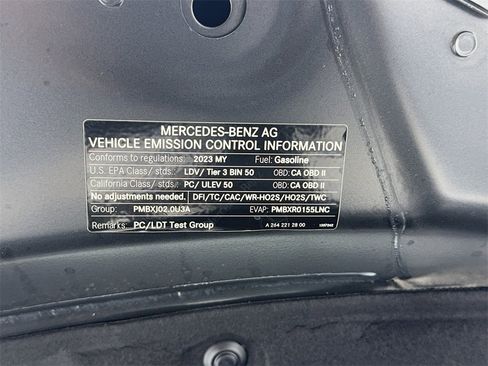 MERCEDES-BENZ AG
VEHICLE EMISSION CONTROL INFORMATION
Conforms to regulations: 2023 MY Fuel: Gasoline
U.S. EPA Class/ stds.: LDV/ Tier 3 BIN 50 OBD: CA OBD II
California Class/ stds.: PC/ ULEV 50 OBD: CA OBD II
No adjustments needed. DFI/TC/CAC/WR-HO2S/HO2S/TWC
Group: PMBXJ02.0U3A EVAP: PMBXR0155LNC
Remarks: PC/LDT Test Group A 264 221 28 00